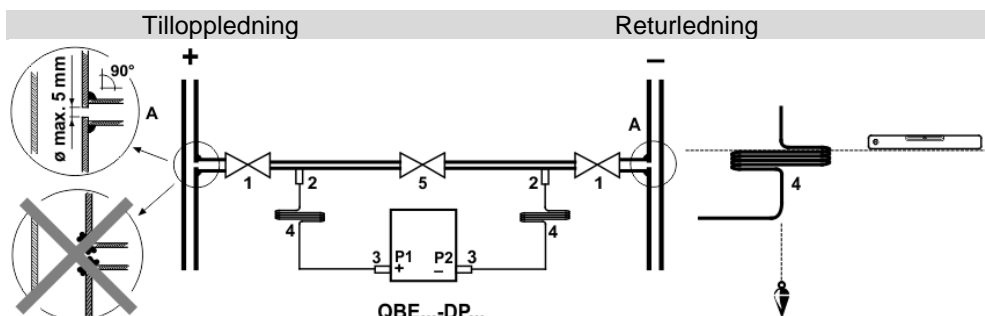 Tilloppledning Returledning
+ –
90°
ø max. 5 mm
A A
1 2 5 2 1
4 4 4
3 P1 P2 3
+ –
QBE...-DP...